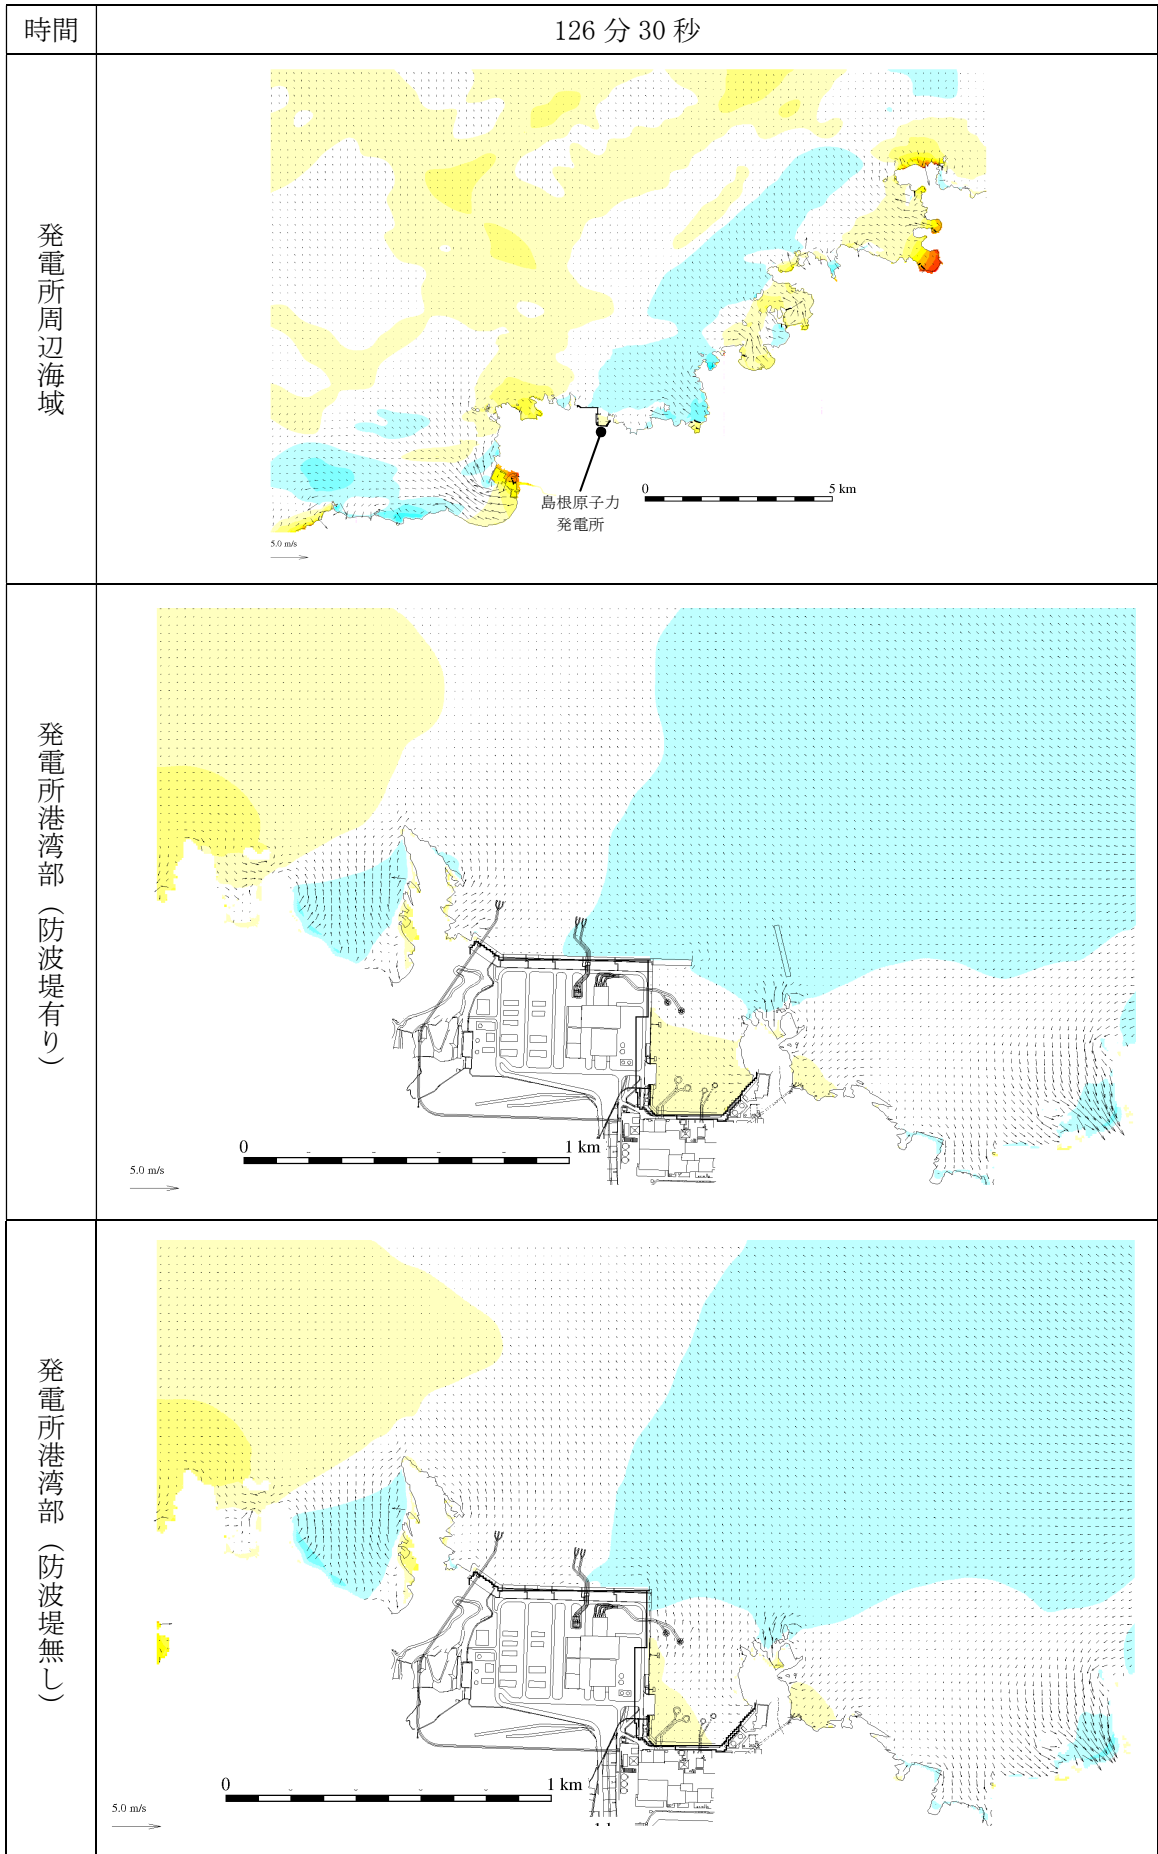 時間
126 分 30 秒
発電所周辺海域
島根原子力
発電所
0
5 km
5.0 m/s
発電所港湾部（防波堤有り）
0
1 km
5.0 m/s
発電所港湾部（防波堤無し）
0
1 km
5.0 m/s